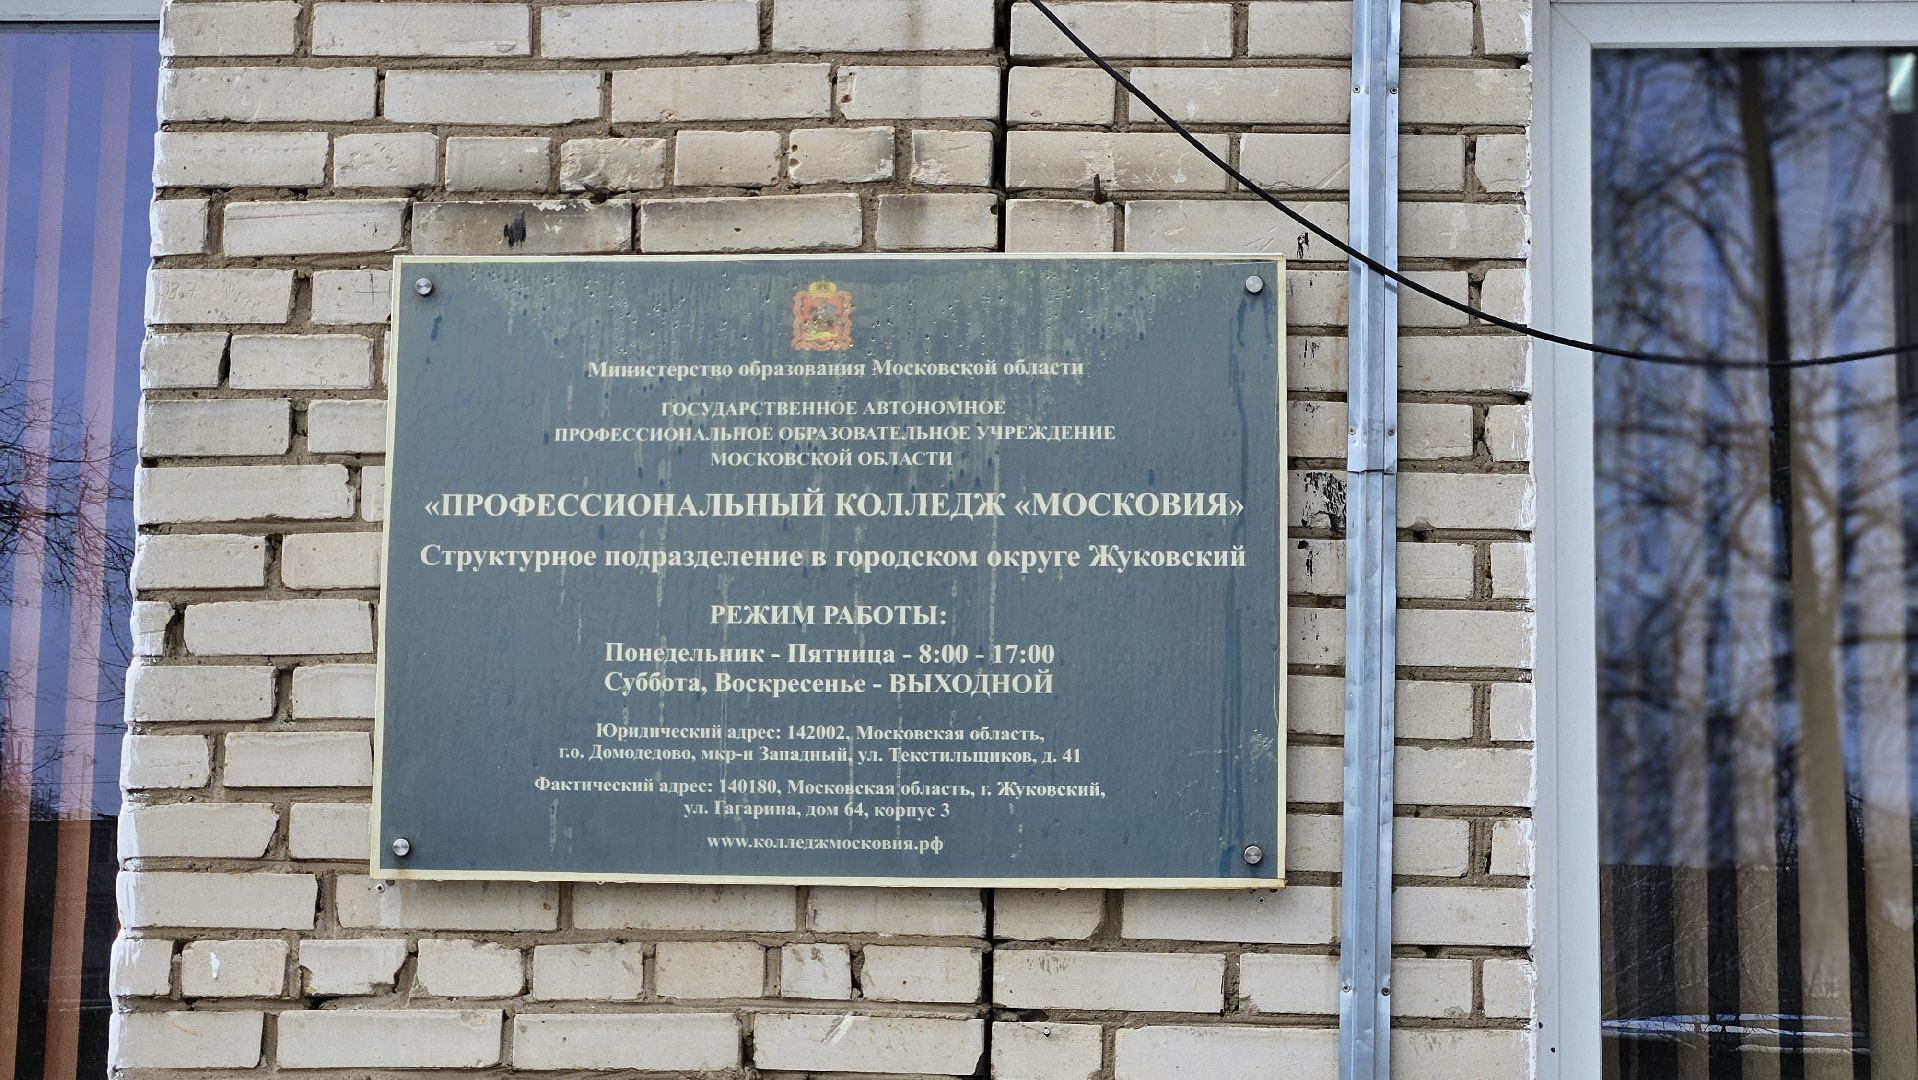 Министерство образования Московской области
ГОСУДАРСТВЕННОЕ АВТОНОМНОЕ
ПРОФЕССИОНАЛЬНОЕ ОБРАЗОВАТЕЛЬНОЕ УЧРЕЖДЕНИЕ
МОСКОВСКОЙ ОБЛАСТИ
«ПРОФЕССИОНАЛЬНЫЙ КОЛЛЕДЖ «МОСКОВИЯ»
Структурное подразделение в городском округе Жуковский
РЕЖИМ РАБОТЫ:
Понедельник - Пятница - 8:00 - 17:00
Суббота, Воскресенье - ВЫХОДНОЙ
Юридический адрес: 142002, Московская область,
г.о. Домодедово, мкр-н Западный, ул. Текстильщиков, д. 41
Фактический адрес: 140180, Московская область, г. Жуковский,
ул. Гагарина, дом 64, корпус 3
www.колледжмосковия.рф